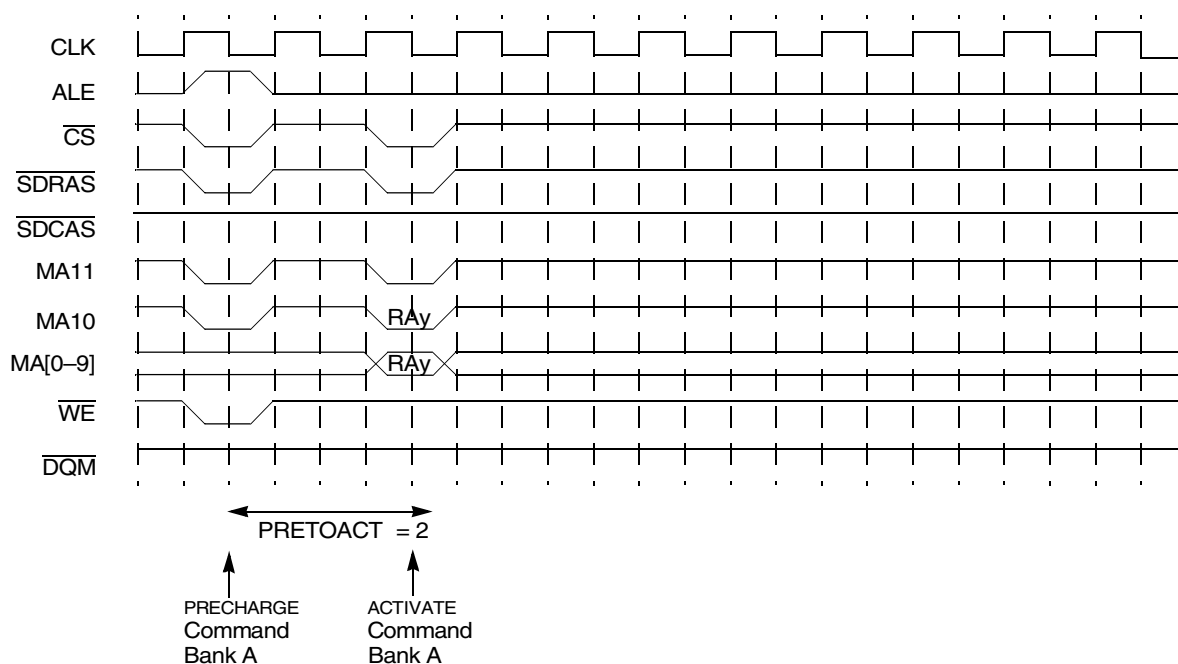 CLK
ALE
CS
SDRAS
SDCAS
MA11
MA10
RAy
MA[0–9]
RAy
WE
DQM
PRETOACT = 2
PRECHARGE
Command
Bank A
ACTIVATE
Command
Bank A